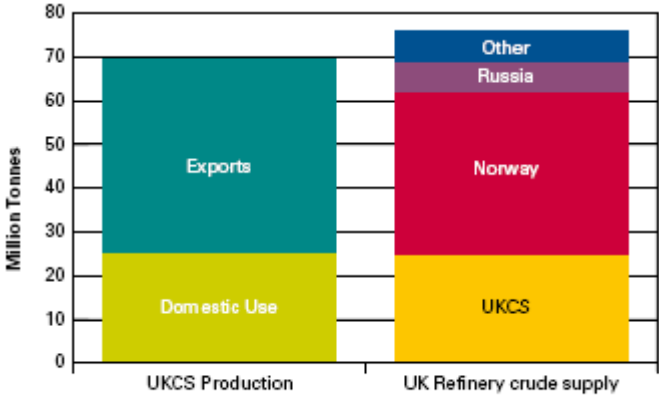 Million Tonnes
80
70
60
50
40
30
20
10
0
Exports
Domestic Use
Other
Russia
Norway
UKCS
UKCS Production
UK Refinery crude supply